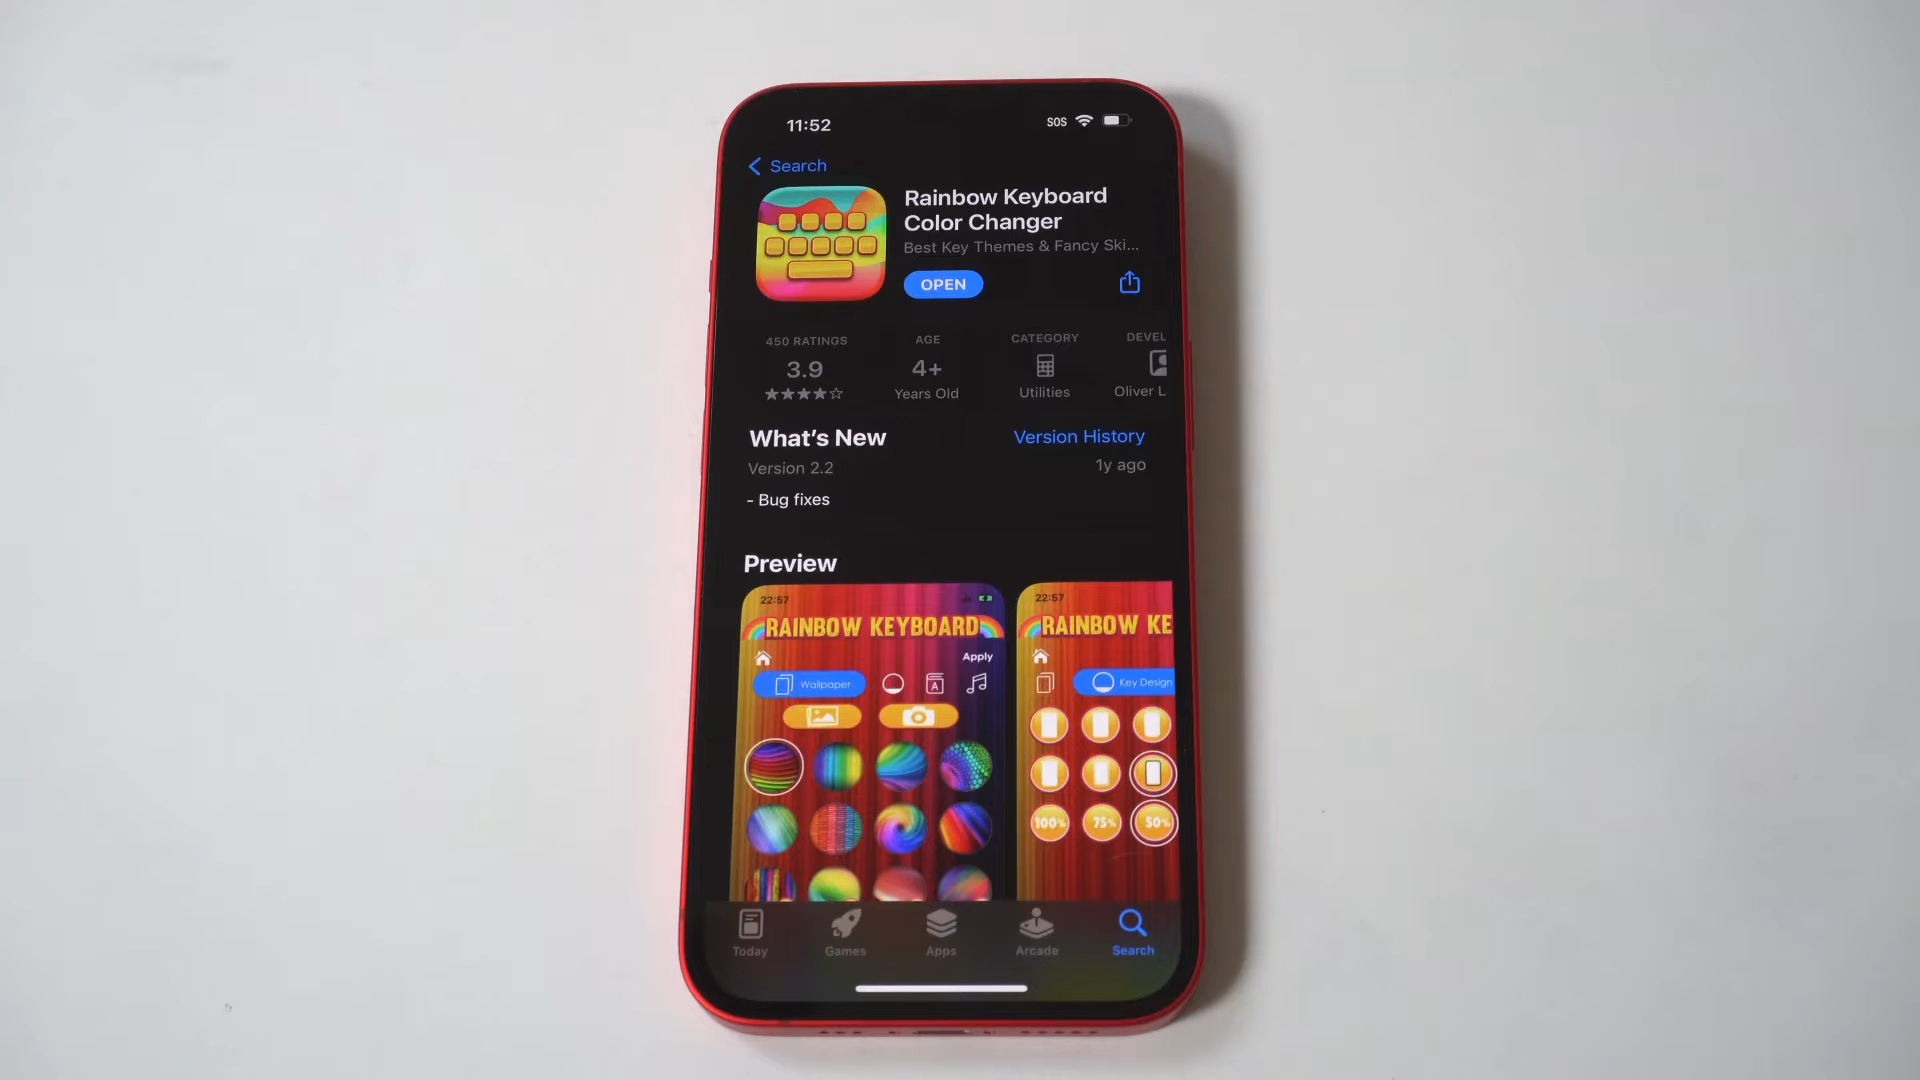 11:52
SOS
Search
Rainbow Keyboard
Color Changer
Best Key Themes & Fancy Ski...
OPEN
450 RATINGS
3.9
AGE
4+
Years Old
CATEGORY
Utilities
DEVEL
Oliver L
What's New
Version History
Version 2.2
1y ago
- Bug fixes
Preview
22:57
RAINBOW KEYBOARD
Apply
Wallpaper
A
22:57
RAINBOW KE
Key Design
100%
75%
50%
Today
Games
Apps
Arcade
Search